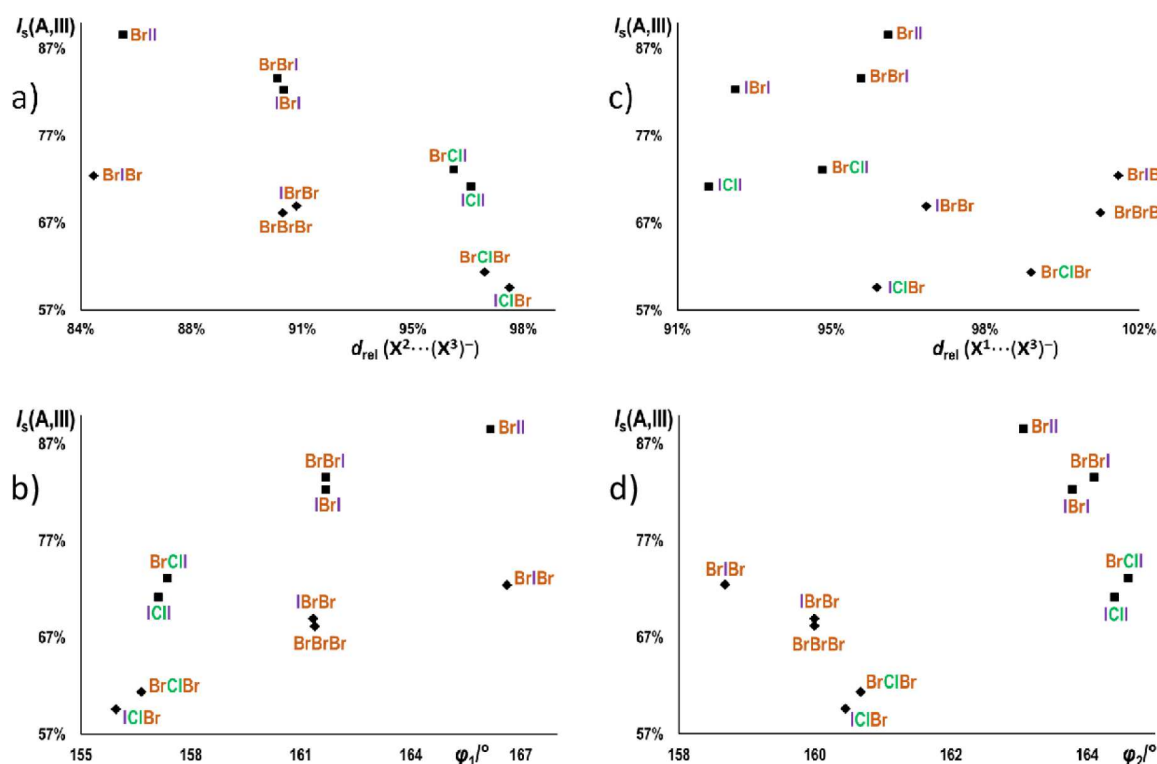 a)
Iₛ(A,III)
87%
77%
67%
57%
BrII
BrBrI
IBrI
BrClI
IClI
BrIBr
IBrBr
BrBrBr
BrClBr
IClBr
84% 88% 91% 95% 98%
d_rel (X²⋯(X³)⁻)
c)
Iₛ(A,III)
87%
77%
67%
57%
BrII
BrBrI
IBrI
BrClI
IClI
BrIB
IBrBr
BrBrB
BrClBr
IClBr
91% 95% 98% 102%
d_rel (X¹⋯(X³)⁻)
b)
Iₛ(A,III)
87%
77%
67%
57%
BrII
BrBrI
IBrI
BrClI
IClI
BrIBr
IBrBr
BrBrBr
BrClBr
IClBr
155 158 161 164 167
φ₁/°
d)
Iₛ(A,III)
87%
77%
67%
57%
BrII
BrBrI
IBrI
BrClI
IClI
BrIBr
IBrBr
BrBrBr
BrClBr
IClBr
158 160 162 164
φ₂/°